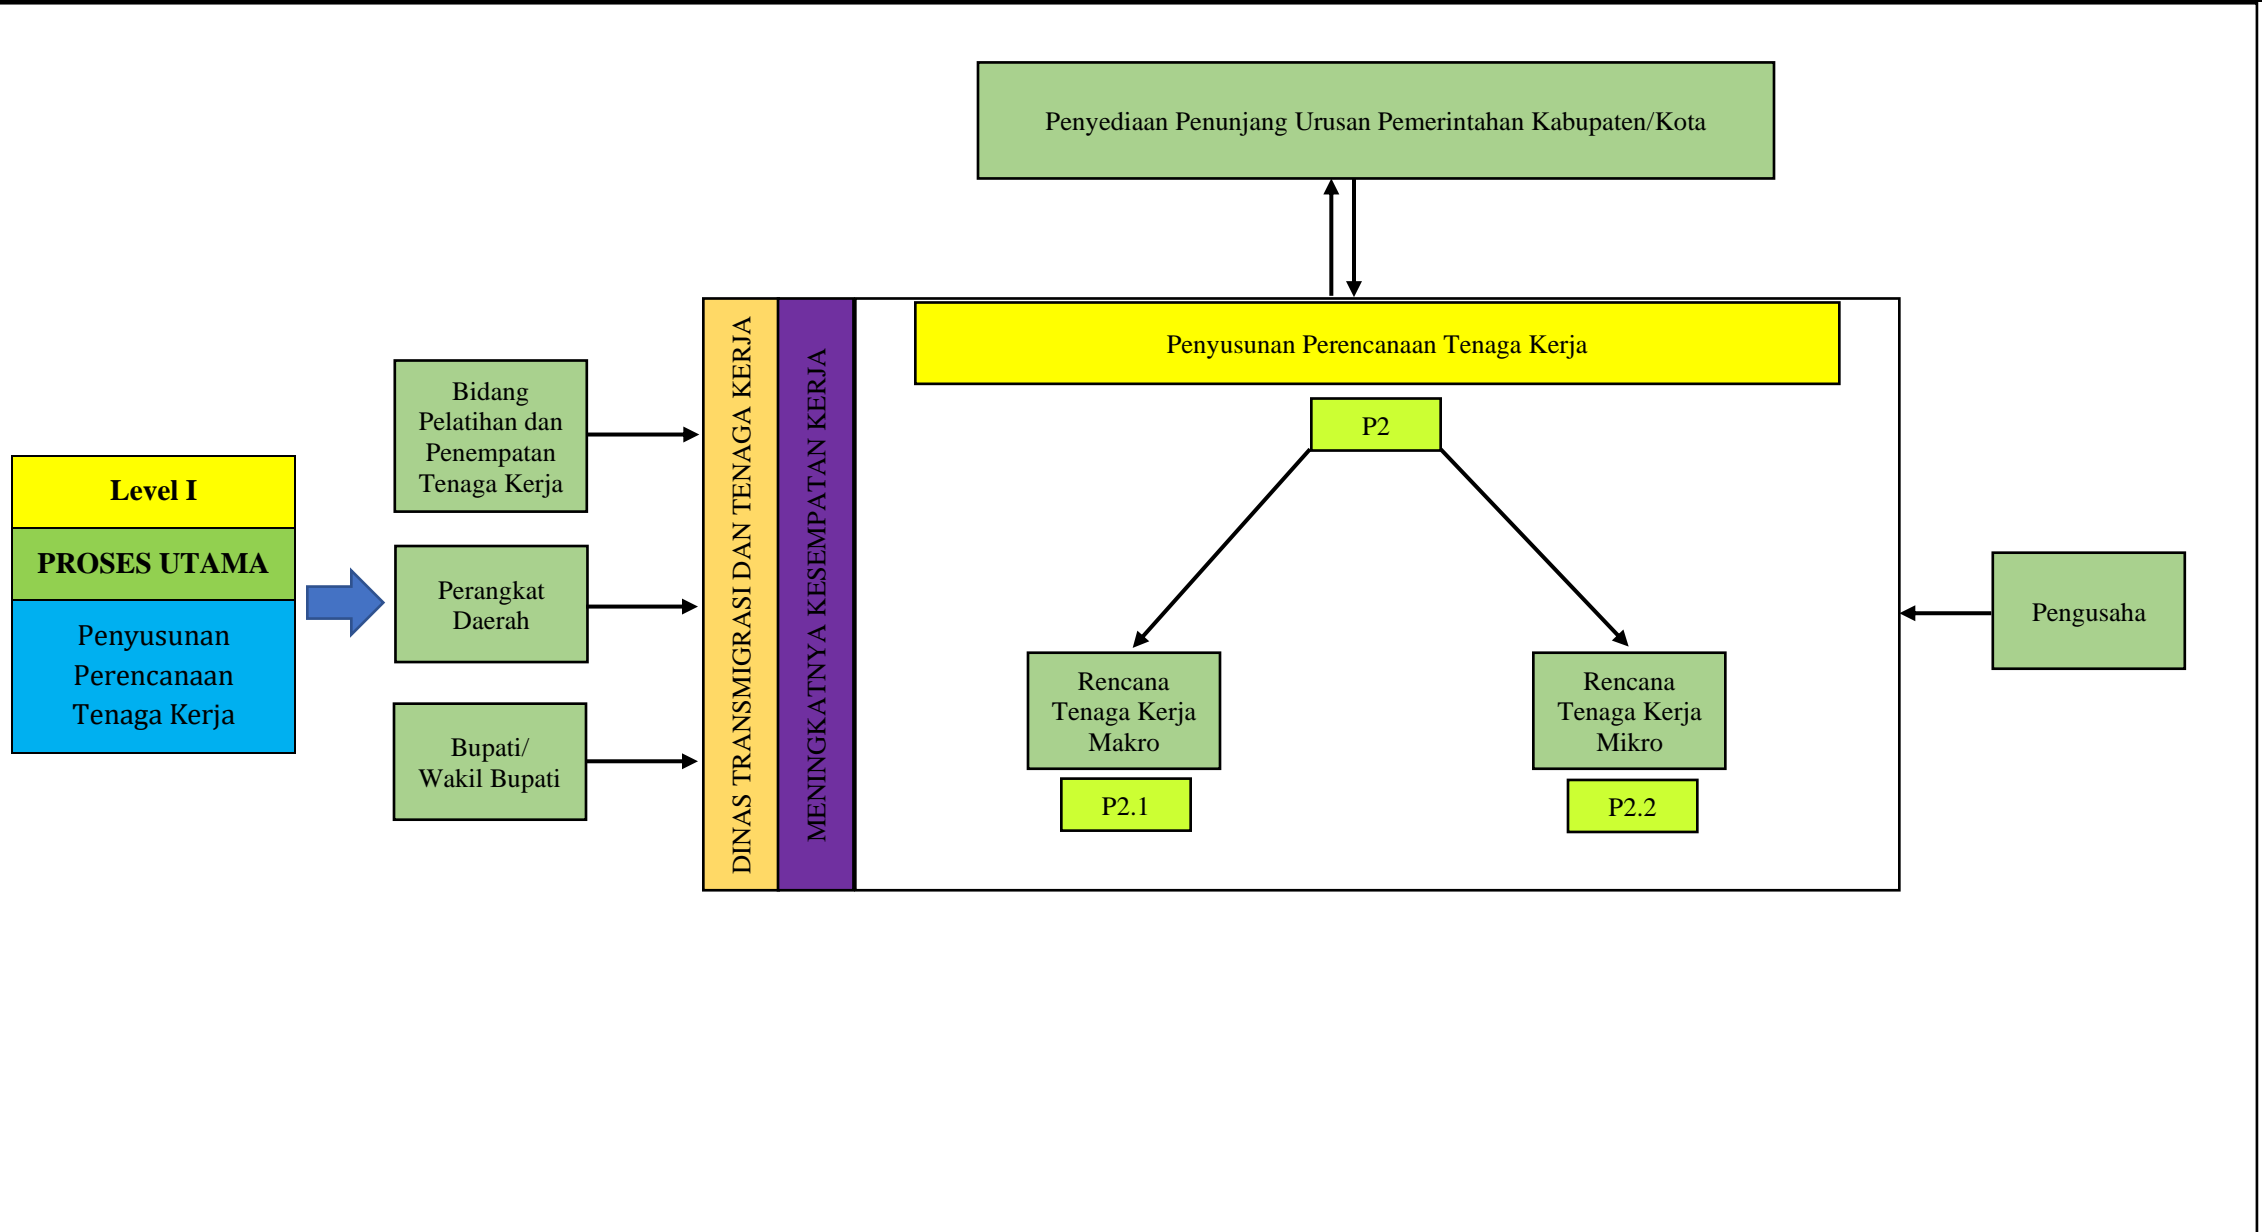 Penyediaan Penunjang Urusan Pemerintahan Kabupaten/Kota
Level I
PROSES UTAMA
Penyusunan
Perencanaan
Tenaga Kerja
Bidang
Pelatihan dan
Penempatan
Tenaga Kerja
Perangkat
Daerah
Bupati/
Wakil Bupati
DINAS TRANSMIGRASI DAN TENAGA KERJA
MENINGKATNYA KESEMPATAN KERJA
Penyusunan Perencanaan Tenaga Kerja
P2
Rencana
Tenaga Kerja
Makro
P2.1
Rencana
Tenaga Kerja
Mikro
P2.2
Pengusaha